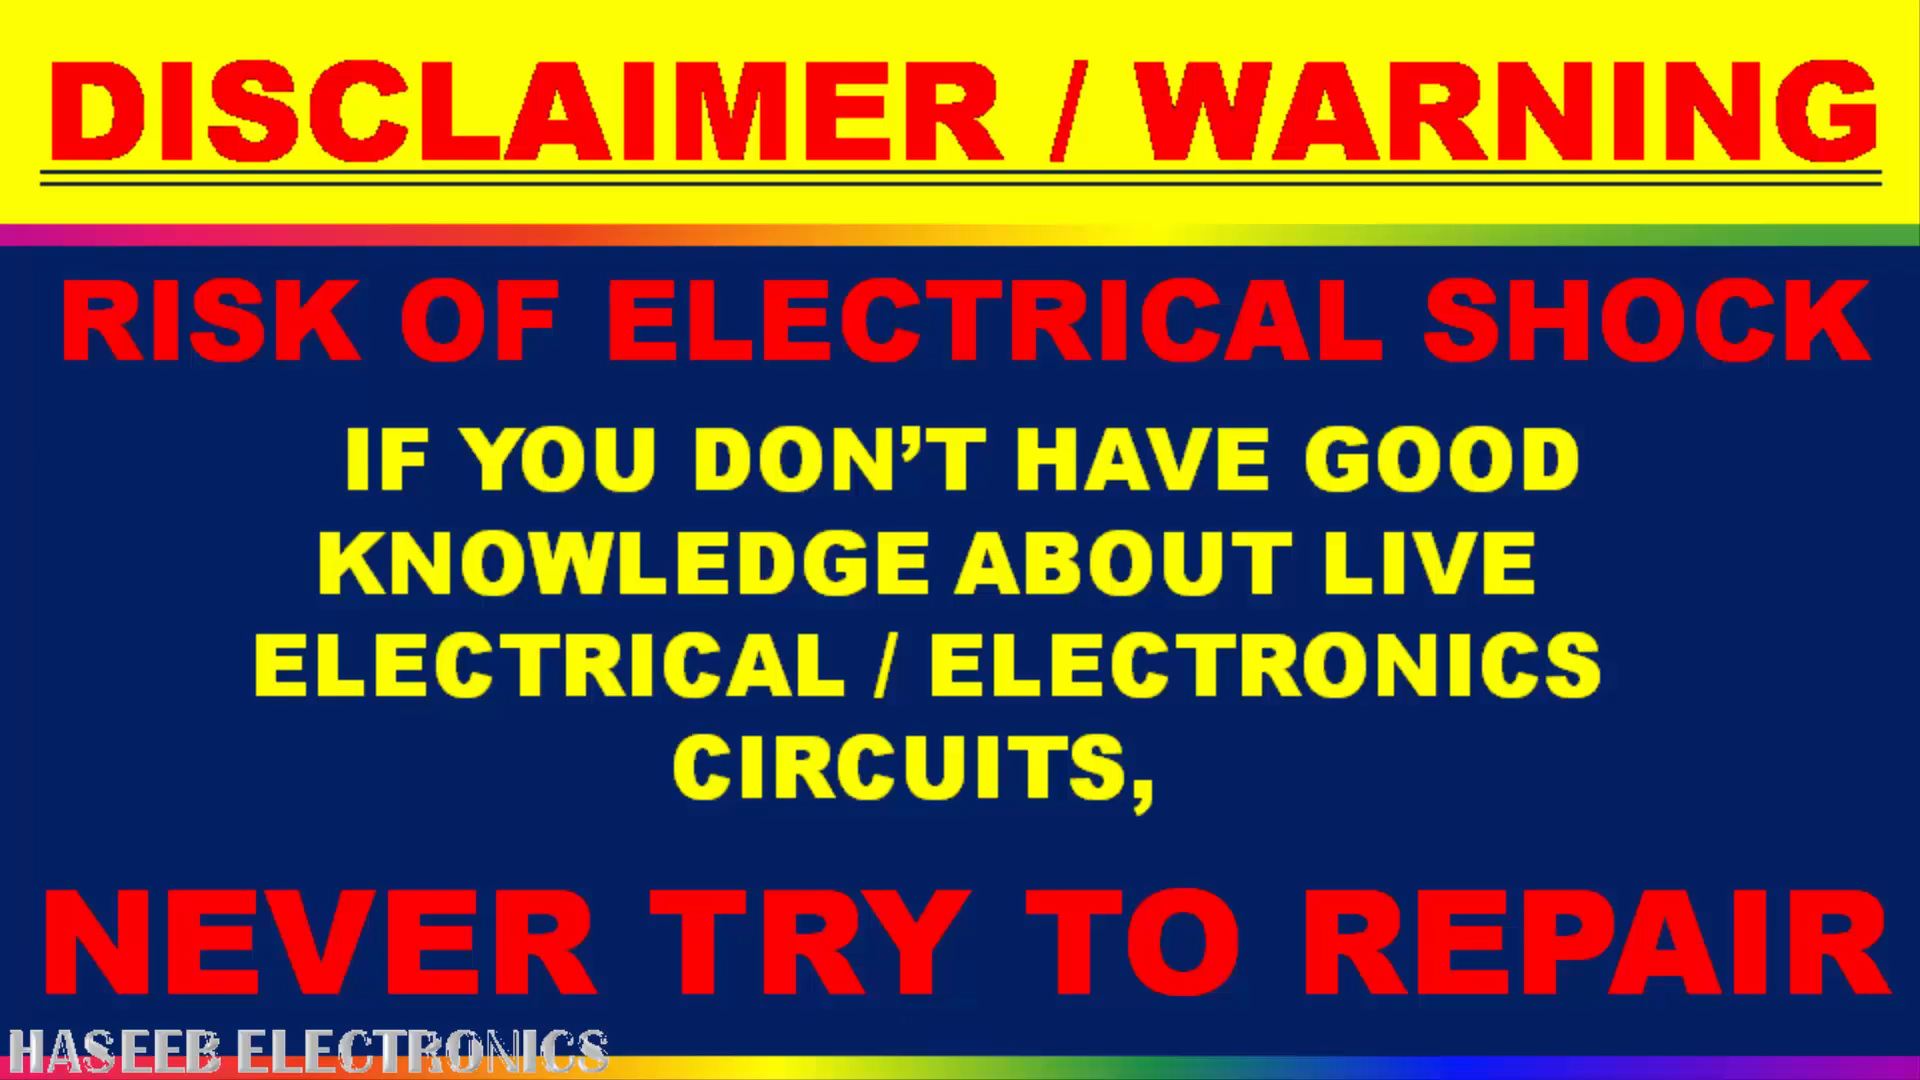 DISCLAIMER / WARNING
RISK OF ELECTRICAL SHOCK
IF YOU DON’T HAVE GOOD
KNOWLEDGE ABOUT LIVE
ELECTRICAL / ELECTRONICS
CIRCUITS,
NEVER TRY TO REPAIR
HASEEB ELECTRONICS